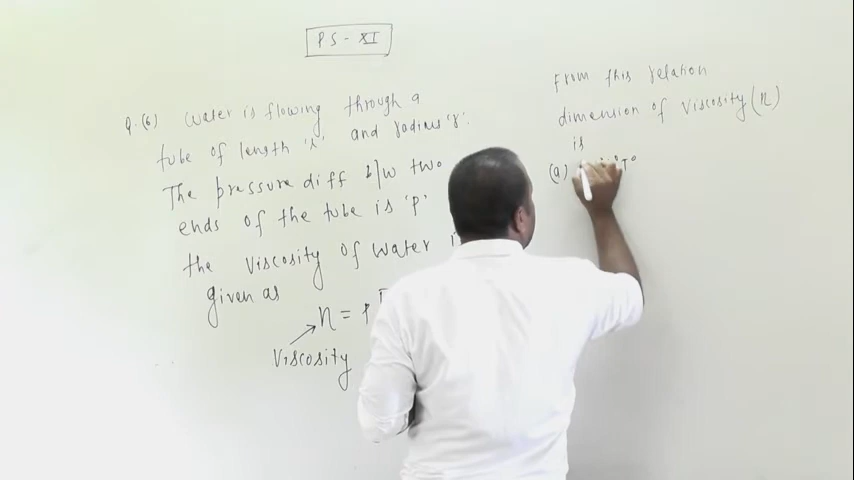 PS - XI
Q.(6) Water is flowing through a
tube of length 'l' and radius 'r'.
The pressure diff b/w two
ends of the tube is 'P'
the viscosity of water is
given as
η = P
Viscosity
From this relation
dimension of viscosity (η)
is
(a) T°